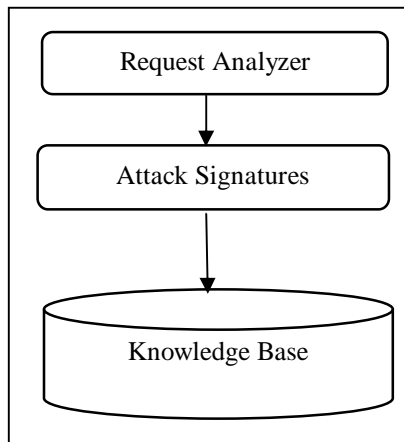 Request Analyzer
Attack Signatures
Knowledge Base